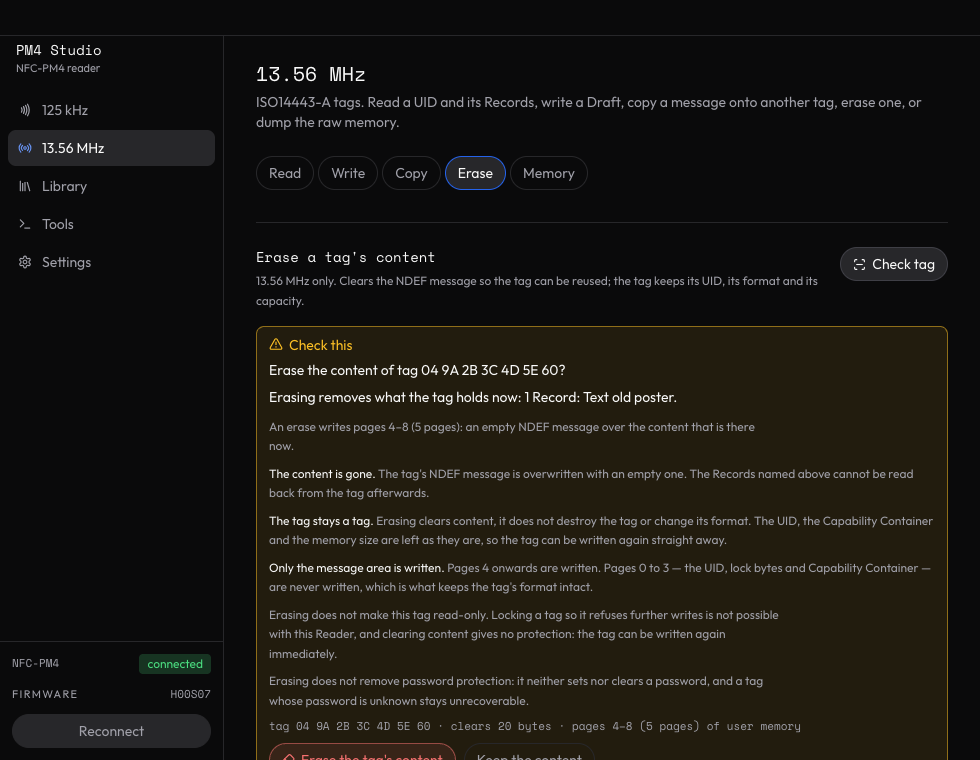 PM4 Studio
NFC-PM4 reader
125 kHz
13.56 MHz
Library
Tools
Settings
NFC-PM4
connected
FIRMWARE
H00S07
Reconnect
13.56 MHz
ISO14443-A tags. Read a UID and its Records, write a Draft, copy a message onto another tag, erase one, or
dump the raw memory.
Read
Write
Copy
Erase
Memory
Erase a tag's content
13.56 MHz only. Clears the NDEF message so the tag can be reused; the tag keeps its UID, its format and its
capacity.
Check tag
Check this
Erase the content of tag 04 9A 2B 3C 4D 5E 60?
Erasing removes what the tag holds now: 1 Record: Text old poster.
An erase writes pages 4–8 (5 pages): an empty NDEF message over the content that is there
now.
The content is gone. The tag's NDEF message is overwritten with an empty one. The Records named above cannot be read
back from the tag afterwards.
The tag stays a tag. Erasing clears content, it does not destroy the tag or change its format. The UID, the Capability Container
and the memory size are left as they are, so the tag can be written again straight away.
Only the message area is written. Pages 4 onwards are written. Pages 0 to 3 — the UID, lock bytes and Capability Container —
are never written, which is what keeps the tag's format intact.
Erasing does not make this tag read-only. Locking a tag so it refuses further writes is not possible
with this Reader, and clearing content gives no protection: the tag can be written again
immediately.
Erasing does not remove password protection: it neither sets nor clears a password, and a tag
whose password is unknown stays unrecoverable.
tag 04 9A 2B 3C 4D 5E 60 · clears 20 bytes · pages 4–8 (5 pages) of user memory
Erase the tag's content
Keep the content